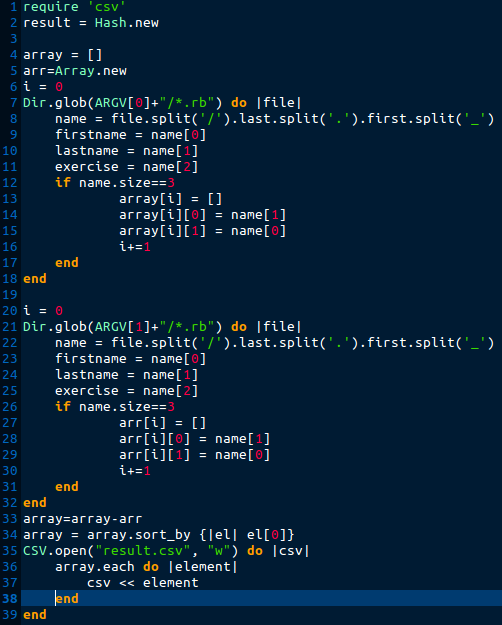 1 require 'csv'
2 result = Hash.new
3
4 array = []
5 arr=Array.new
6 i = 0
7 Dir.glob(ARGV[0]+"/*.rb") do |file|
8     name = file.split('/').last.split('.').first.split('_')
9     firstname = name[0]
10     lastname = name[1]
11     exercise = name[2]
12     if name.size==3
13             array[i] = []
14             array[i][0] = name[1]
15             array[i][1] = name[0]
16             i+=1
17     end
18 end
19
20 i = 0
21 Dir.glob(ARGV[1]+"/*.rb") do |file|
22     name = file.split('/').last.split('.').first.split('_')
23     firstname = name[0]
24     lastname = name[1]
25     exercise = name[2]
26     if name.size==3
27             arr[i] = []
28             arr[i][0] = name[1]
29             arr[i][1] = name[0]
30             i+=1
31     end
32 end
33 array=array-arr
34 array = array.sort_by {|el| el[0]}
35 CSV.open("result.csv", "w") do |csv|
36     array.each do |element|
37         csv << element
38     end
39 end